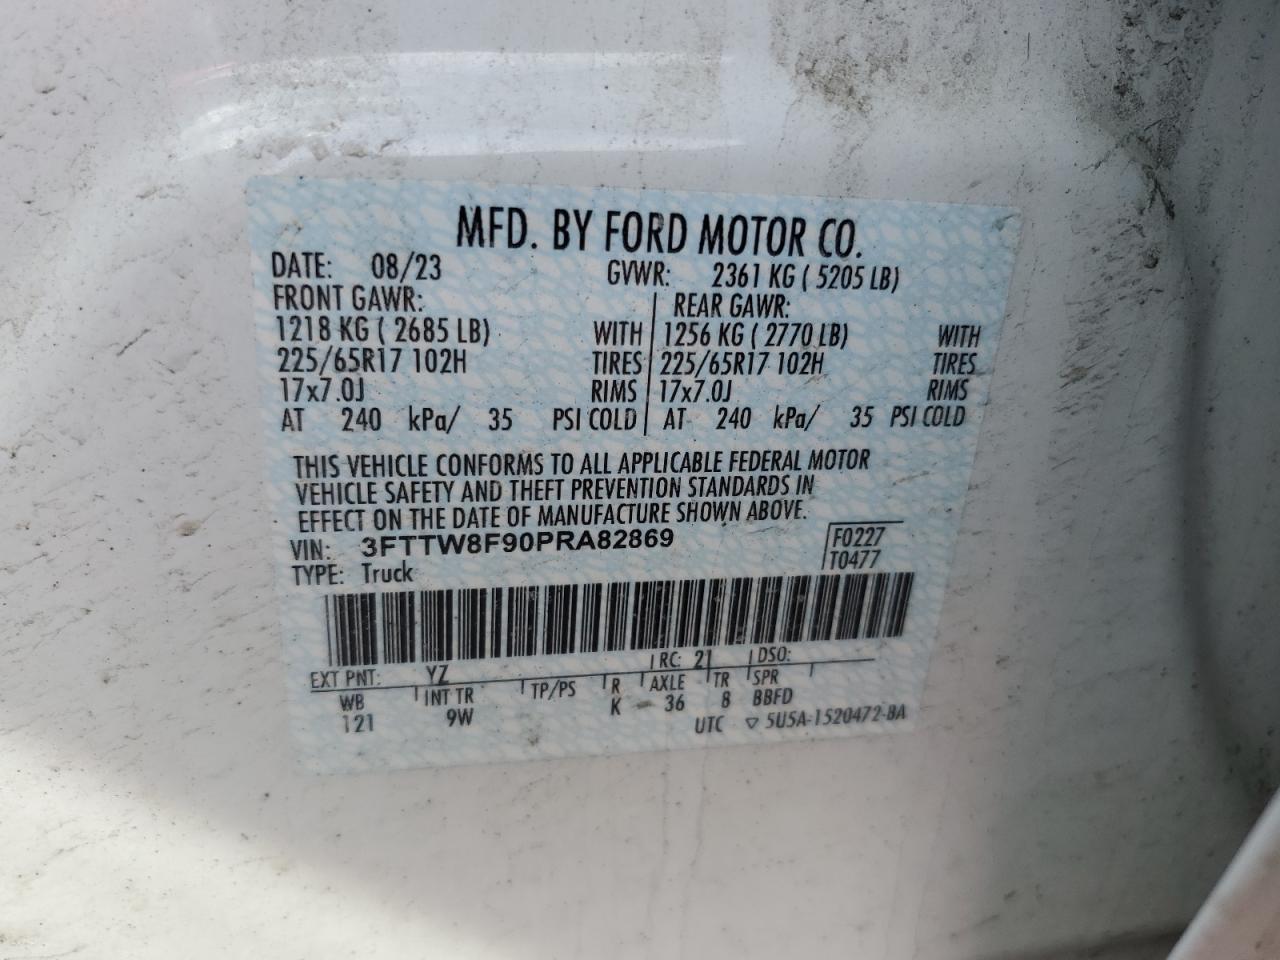 MFD. BY FORD MOTOR CO.
DATE: 08/23 GVWR: 2361 KG ( 5205 LB)
FRONT GAWR: REAR GAWR:
1218 KG ( 2685 LB) WITH 1256 KG ( 2770 LB) WITH
225/65R17 102H TIRES 225/65R17 102H TIRES
17x7.0J RIMS 17x7.0J RIMS
AT 240 kPa/ 35 PSI COLD AT 240 kPa/ 35 PSI COLD
THIS VEHICLE CONFORMS TO ALL APPLICABLE FEDERAL MOTOR
VEHICLE SAFETY AND THEFT PREVENTION STANDARDS IN
EFFECT ON THE DATE OF MANUFACTURE SHOWN ABOVE.
VIN: 3FTTW8F90PRA82869 F0227
TYPE: Truck T0477
EXT PNT: YZ RC: 21 DSO:
WB INT TR TP/PS R AXLE TR SPR
121 9W K 36 8 BBFD
UTC ▽ 5U5A-1520472-BA